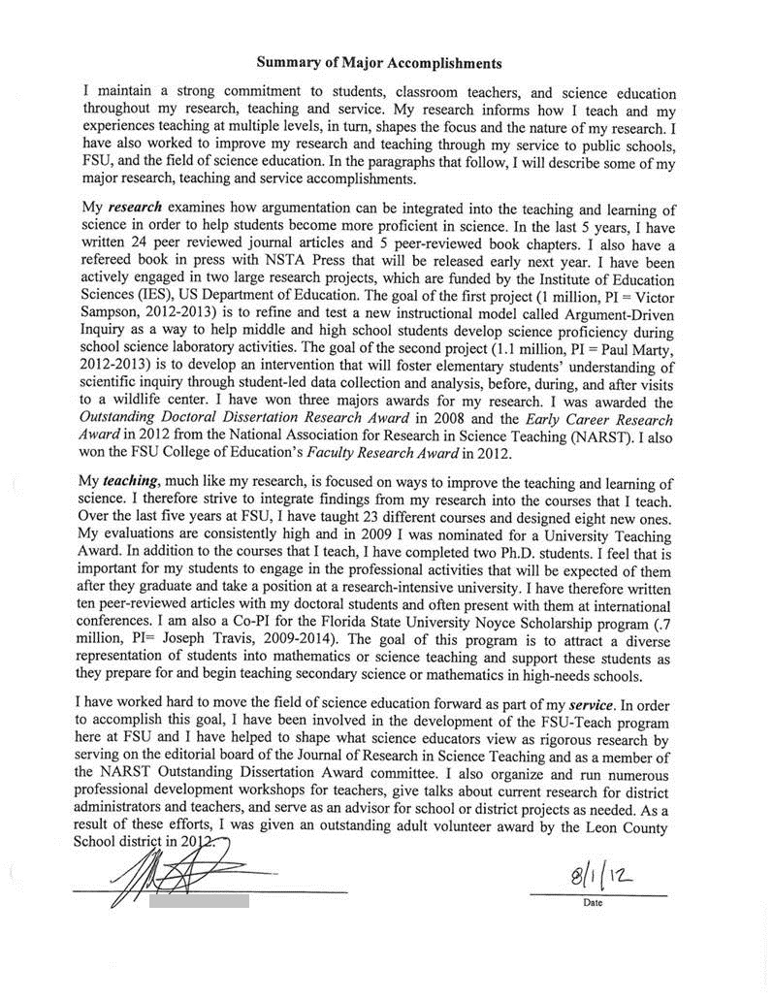 Summary of Major Accomplishments
I maintain a strong commitment to students, classroom teachers, and science education
throughout my research, teaching and service. My research informs how I teach and my
experiences teaching at multiple levels, in turn, shapes the focus and the nature of my research. I
have also worked to improve my research and teaching through my service to public schools,
FSU, and the field of science education. In the paragraphs that follow, I will describe some of my
major research, teaching and service accomplishments.
My research examines how argumentation can be integrated into the teaching and learning of
science in order to help students become more proficient in science. In the last 5 years, I have
written 24 peer reviewed journal articles and 5 peer-reviewed book chapters. I also have a
refereed book in press with NSTA Press that will be released early next year. I have been
actively engaged in two large research projects, which are funded by the Institute of Education
Sciences (IES), US Department of Education. The goal of the first project (1 million, PI = Victor
Sampson, 2012-2013) is to refine and test a new instructional model called Argument-Driven
Inquiry as a way to help middle and high school students develop science proficiency during
school science laboratory activities. The goal of the second project (1.1 million, PI = Paul Marty,
2012-2013) is to develop an intervention that will foster elementary students’ understanding of
scientific inquiry through student-led data collection and analysis, before, during, and after visits
to a wildlife center. I have won three majors awards for my research. I was awarded the
Outstanding Doctoral Dissertation Research Award in 2008 and the Early Career Research
Award in 2012 from the National Association for Research in Science Teaching (NARST). I also
won the FSU College of Education’s Faculty Research Award in 2012.
My teaching, much like my research, is focused on ways to improve the teaching and learning of
science. I therefore strive to integrate findings from my research into the courses that I teach.
Over the last five years at FSU, I have taught 23 different courses and designed eight new ones.
My evaluations are consistently high and in 2009 I was nominated for a University Teaching
Award. In addition to the courses that I teach, I have completed two Ph.D. students. I feel that is
important for my students to engage in the professional activities that will be expected of them
after they graduate and take a position at a research-intensive university. I have therefore written
ten peer-reviewed articles with my doctoral students and often present with them at international
conferences. I am also a Co-PI for the Florida State University Noyce Scholarship program (.7
million, PI= Joseph Travis, 2009-2014). The goal of this program is to attract a diverse
representation of students into mathematics or science teaching and support these students as
they prepare for and begin teaching secondary science or mathematics in high-needs schools.
I have worked hard to move the field of science education forward as part of my service. In order
to accomplish this goal, I have been involved in the development of the FSU-Teach program
here at FSU and I have helped to shape what science educators view as rigorous research by
serving on the editorial board of the Journal of Research in Science Teaching and as a member of
the NARST Outstanding Dissertation Award committee. I also organize and run numerous
professional development workshops for teachers, give talks about current research for district
administrators and teachers, and serve as an advisor for school or district projects as needed. As a
result of these efforts, I was given an outstanding adult volunteer award by the Leon County
School district in 2012.
8/1/12
Date